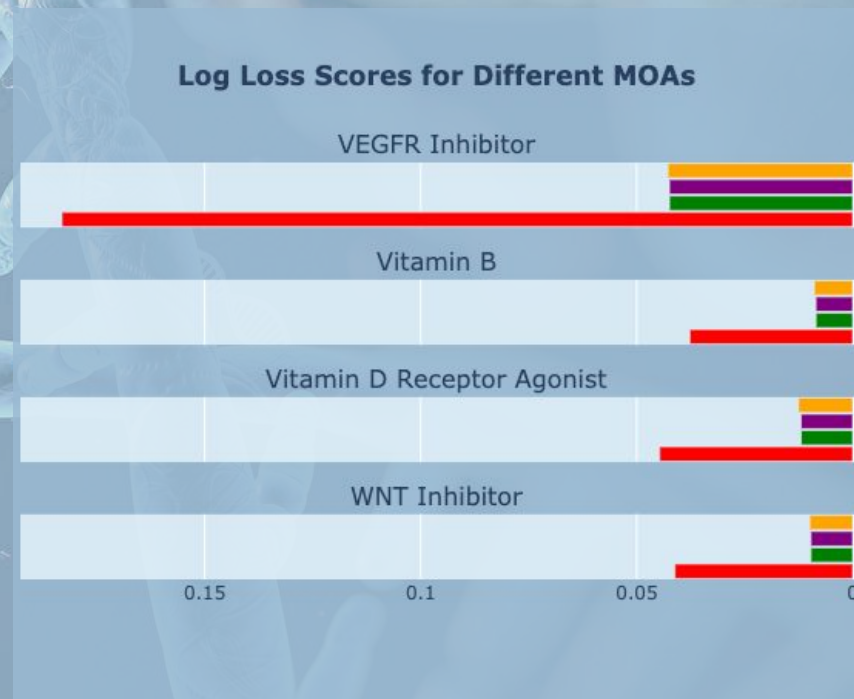 Log Loss Scores for Different MOAs
VEGFR Inhibitor
Vitamin B
Vitamin D Receptor Agonist
WNT Inhibitor
0.15 0.1 0.05 0